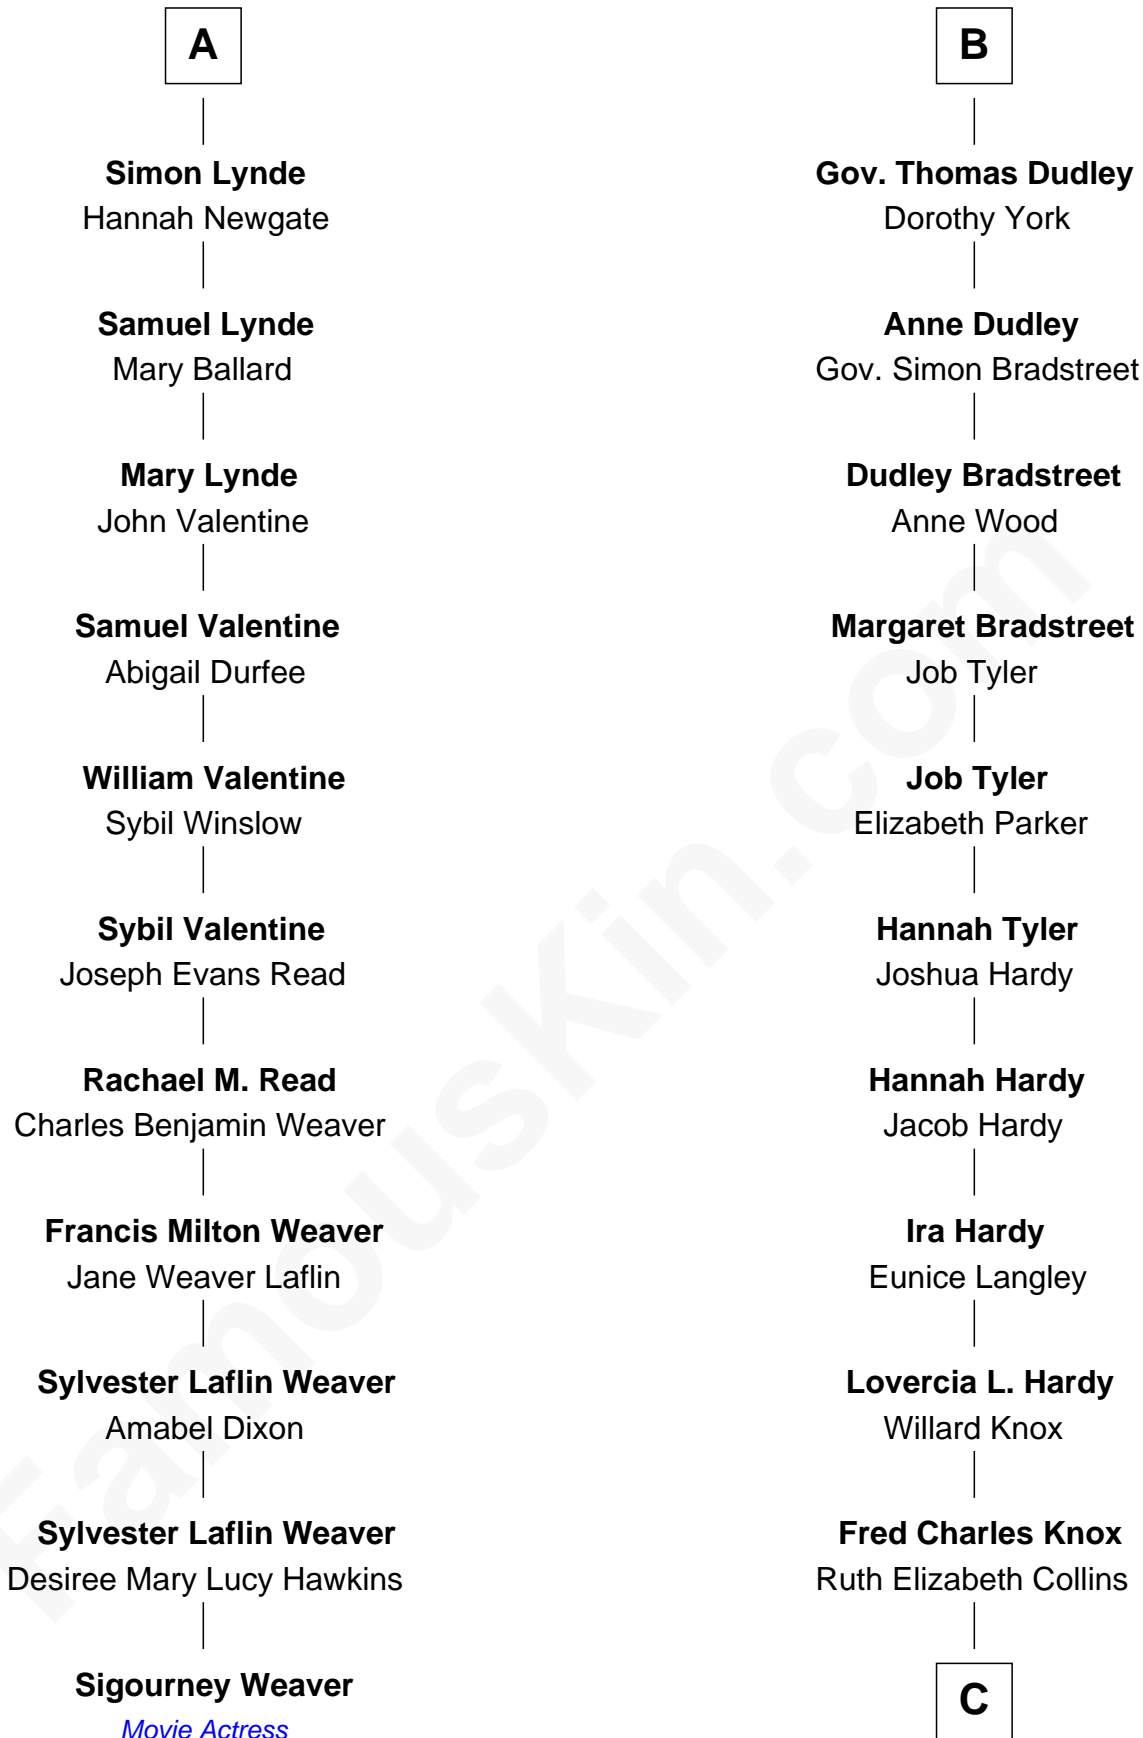 A
Simon Lynde
Hannah Newgate
Samuel Lynde
Mary Ballard
Mary Lynde
John Valentine
Samuel Valentine
Abigail Durfee
William Valentine
Sybil Winslow
Sybil Valentine
Joseph Evans Read
Rachael M. Read
Charles Benjamin Weaver
Francis Milton Weaver
Jane Weaver Laflin
Sylvester Laflin Weaver
Amabel Dixon
Sylvester Laflin Weaver
Desiree Mary Lucy Hawkins
Sigourney Weaver
Movie Actress
B
Gov. Thomas Dudley
Dorothy York
Anne Dudley
Gov. Simon Bradstreet
Dudley Bradstreet
Anne Wood
Margaret Bradstreet
Job Tyler
Job Tyler
Elizabeth Parker
Hannah Tyler
Joshua Hardy
Hannah Hardy
Jacob Hardy
Ira Hardy
Eunice Langley
Lovercia L. Hardy
Willard Knox
Fred Charles Knox
Ruth Elizabeth Collins
C
FamousKin.com